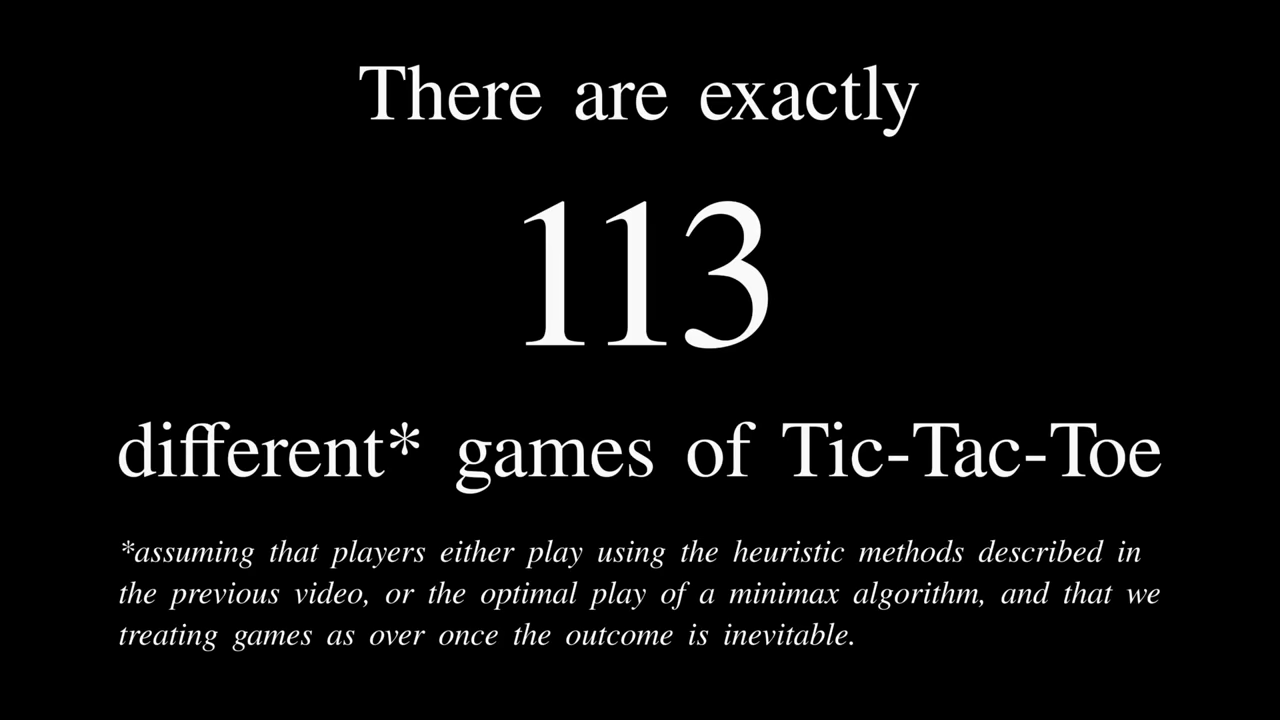 There are exactly
113
different* games of Tic-Tac-Toe
*assuming that players either play using the heuristic methods described in
the previous video, or the optimal play of a minimax algorithm, and that we
treating games as over once the outcome is inevitable.